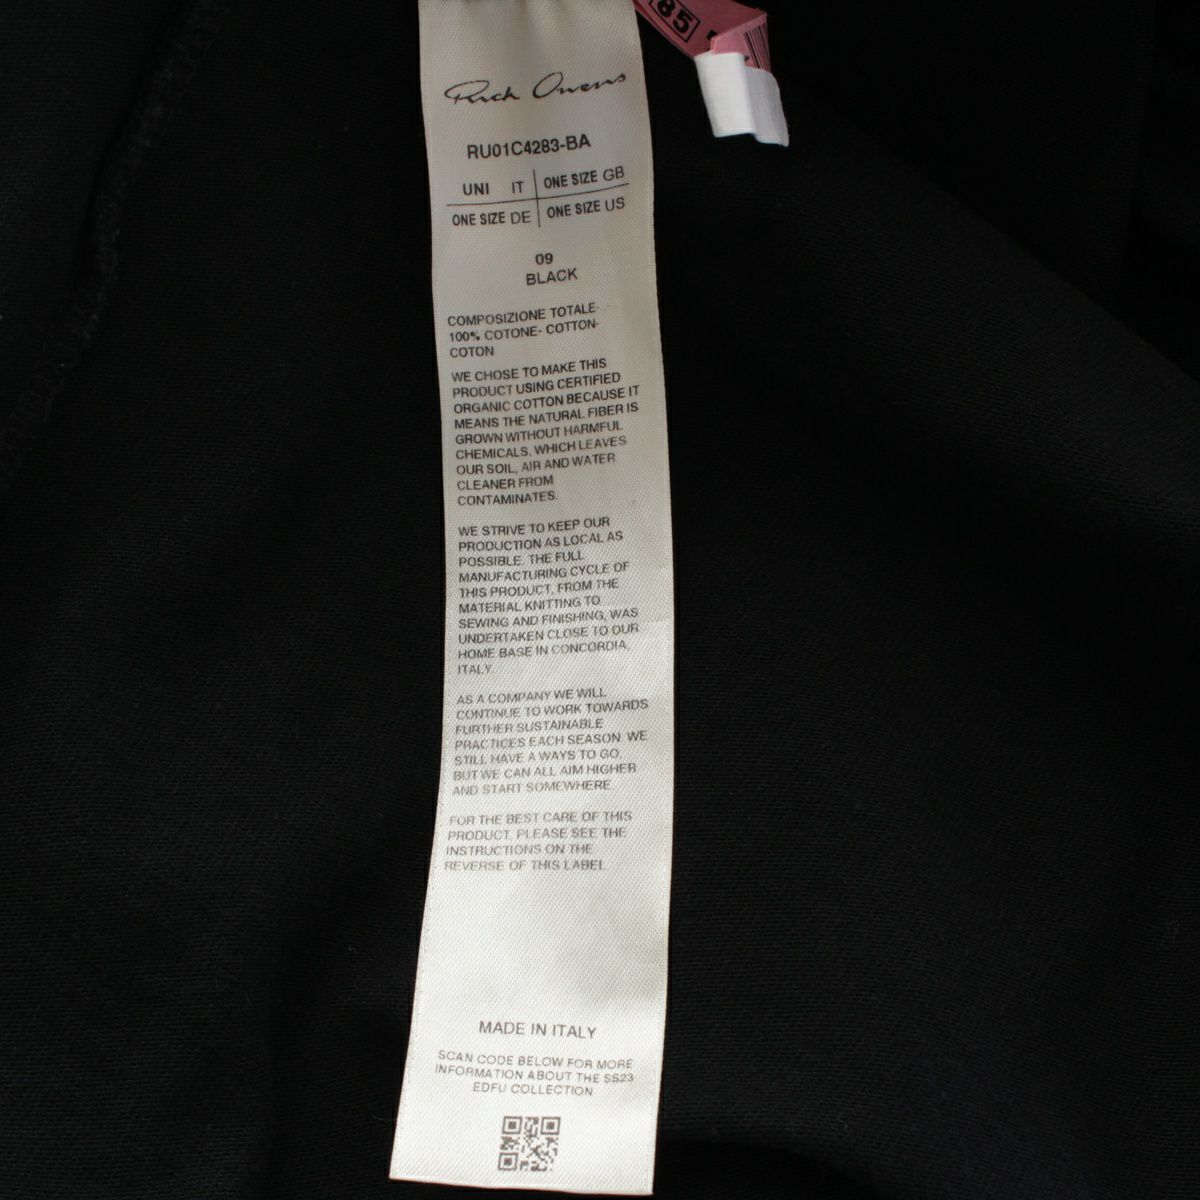 85
Rick Owens
RU01C4283-BA
UNI IT ONE SIZE GB
ONE SIZE DE ONE SIZE US
09
BLACK
COMPOSIZIONE TOTALE-
100% COTONE- COTTON-
COTON
WE CHOSE TO MAKE THIS
PRODUCT USING CERTIFIED
ORGANIC COTTON BECAUSE IT
MEANS THE NATURAL FIBER IS
GROWN WITHOUT HARMFUL
CHEMICALS, WHICH LEAVES
OUR SOIL, AIR AND WATER
CLEANER FROM
CONTAMINATES.
WE STRIVE TO KEEP OUR
PRODUCTION AS LOCAL AS
POSSIBLE. THE FULL
MANUFACTURING CYCLE OF
THIS PRODUCT, FROM THE
MATERIAL KNITTING TO
SEWING AND FINISHING, WAS
UNDERTAKEN CLOSE TO OUR
HOME BASE IN CONCORDIA,
ITALY.
AS A COMPANY WE WILL
CONTINUE TO WORK TOWARDS
FURTHER SUSTAINABLE
PRACTICES EACH SEASON. WE
STILL HAVE A WAYS TO GO,
BUT WE CAN ALL AIM HIGHER
AND START SOMEWHERE.
FOR THE BEST CARE OF THIS
PRODUCT, PLEASE SEE THE
INSTRUCTIONS ON THE
REVERSE OF THIS LABEL.
MADE IN ITALY
SCAN CODE BELOW FOR MORE
INFORMATION ABOUT THE SS23
EDFU COLLECTION